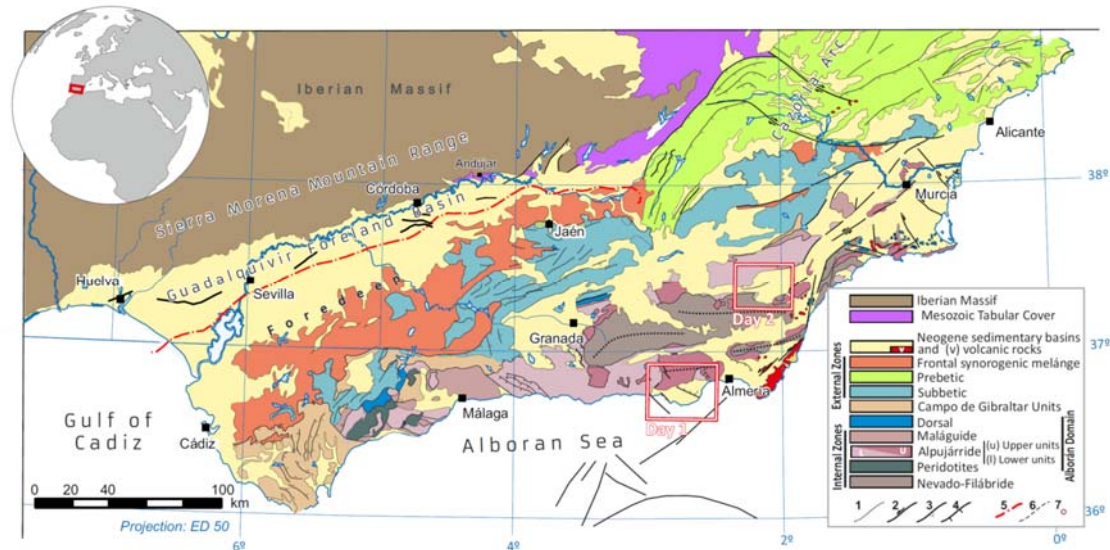 Iberian Massif
Cazorla Arc
Alicante
Sierra Morena Mountain Range
Andujar
38º
Córdoba
Murcia
Guadalquivir Foreland Basin
Jaén
Huelva
Sevilla
Foredeep
Day 2
Granada
37º
Gulf of
Cadiz
Almería
Málaga
Cádiz
Day 1
Alboran Sea
0 20 40 60 80 100
km
Projection: ED 50
36º
6º
4º
2º
0º
Iberian Massif
Mesozoic Tabular Cover
Neogene sedimentary basins
and (v) volcanic rocks
v
External Zones
Frontal synorogenic melánge
Prebetic
Subbetic
Campo de Gibraltar Units
Internal Zones
Dorsal
Maláguide
L U
Alpujárride
(u) Upper units
(l) Lower units
Alborán Domain
Peridotites
Nevado-Filábride
1 2 3 4 5 6 7